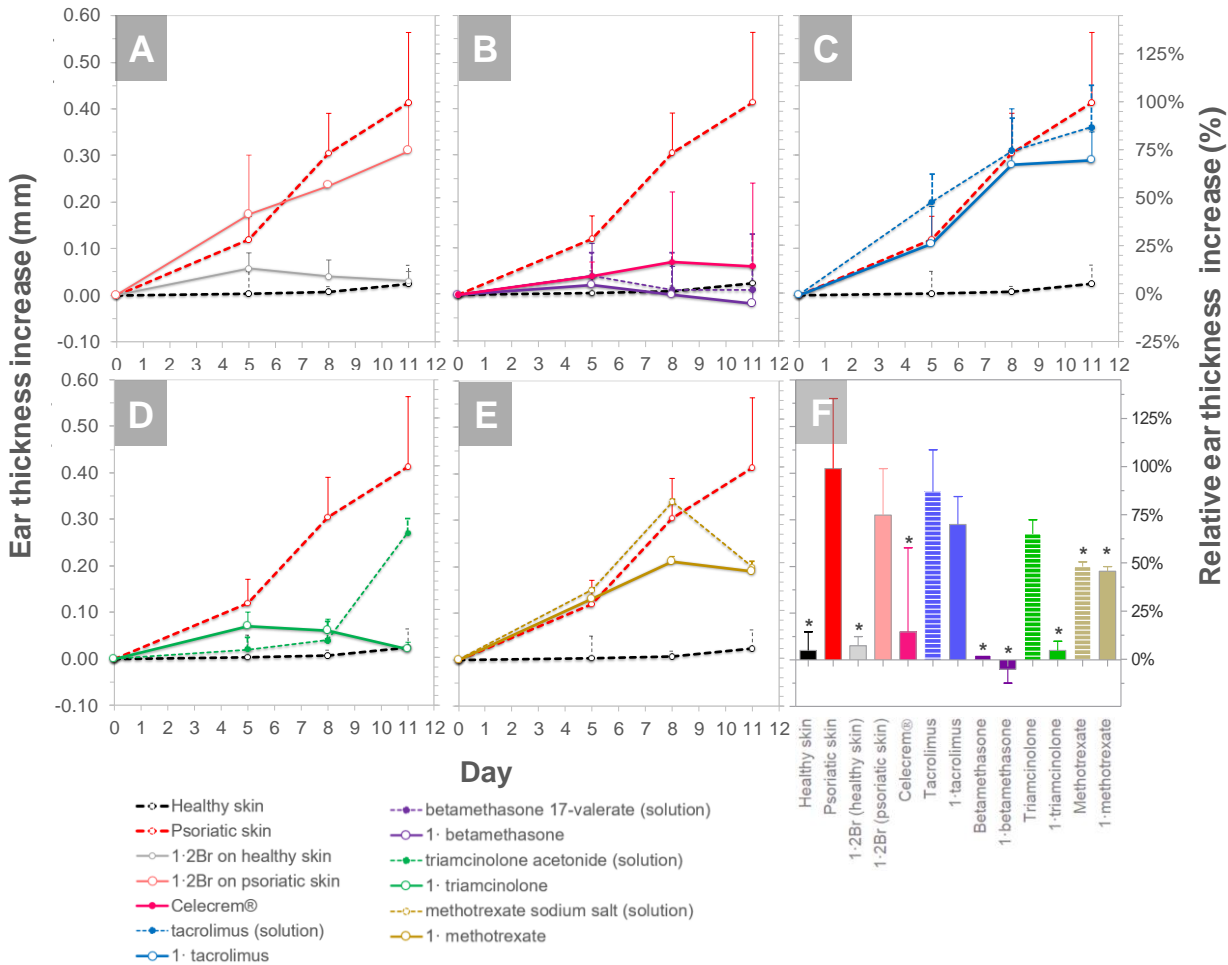 Ear thickness increase (mm)
Relative ear thickness increase (%)
A
0.60
0.50
0.40
0.30
0.20
0.10
0.00
-0.10
0 1 2 3 4 5 6 7 8 9 10 11 12
B
0 1 2 3 4 5 6 7 8 9 10 11 12
C
125%
100%
75%
50%
25%
0%
-25%
0 1 2 3 4 5 6 7 8 9 10 11 12
D
0.60
0.50
0.40
0.30
0.20
0.10
0.00
-0.10
0 1 2 3 4 5 6 7 8 9 10 11 12
E
0 1 2 3 4 5 6 7 8 9 10 11 12
F
125%
100%
75%
50%
25%
0%
* * * * * * * *
Healthy skin
Psoriatic skin
1·2Br (healthy skin)
1·2Br (psoriatic skin)
Celecrem®
Tacrolimus
1·tacrolimus
Betamethasone
1·betamethasone
Triamcinolone
1·triamcinolone
Methotrexate
1·methotrexate
Day
Healthy skin
Psoriatic skin
1·2Br on healthy skin
1·2Br on psoriatic skin
Celecrem®
tacrolimus (solution)
1· tacrolimus
betamethasone 17-valerate (solution)
1· betamethasone
triamcinolone acetonide (solution)
1· triamcinolone
methotrexate sodium salt (solution)
1· methotrexate